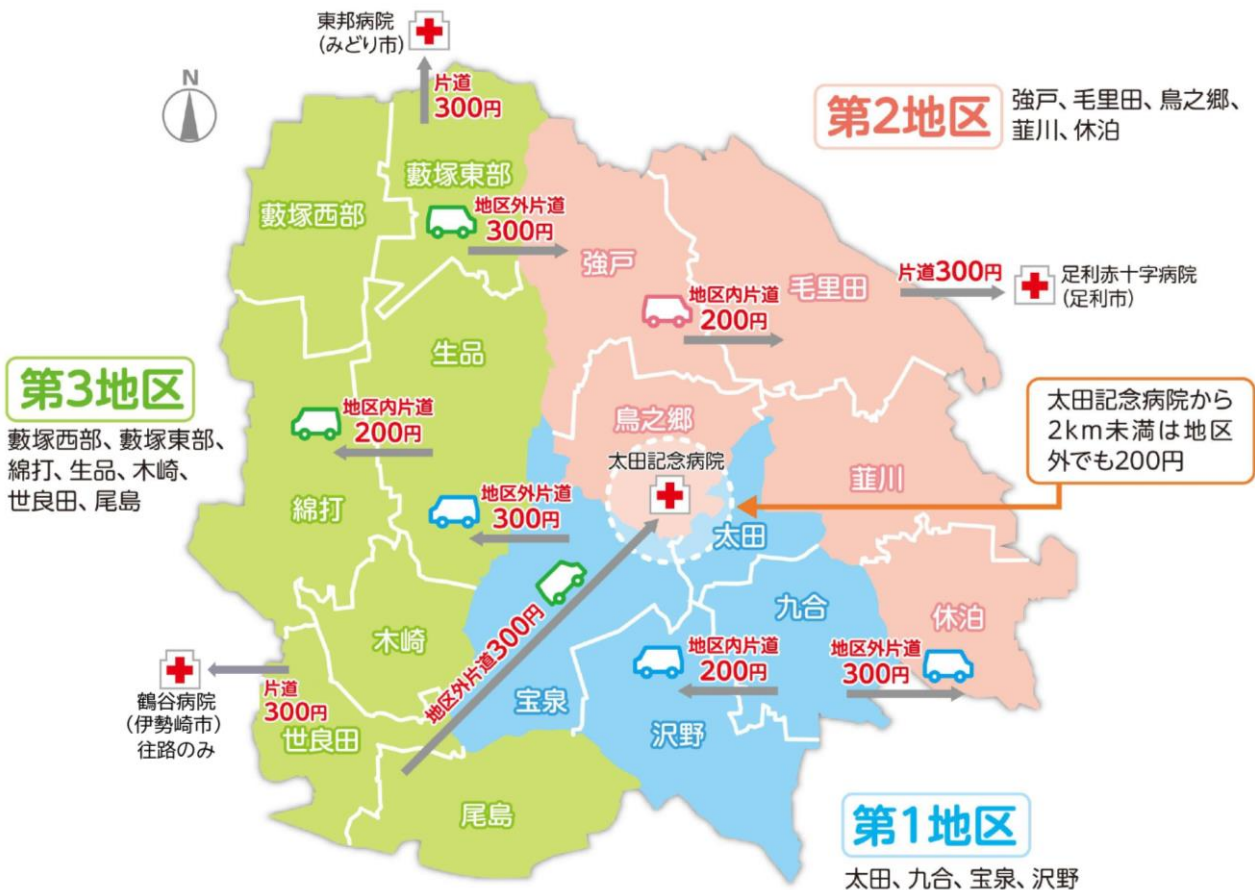 東邦病院
(みどり市)
N
片道
300円
第2地区
強戸、毛里田、鳥之郷、
韮川、休泊
藪塚東部
藪塚西部
地区外片道
300円
強戸
毛里田
片道300円
足利赤十字病院
(足利市)
地区内片道
200円
生品
第3地区
藪塚西部、藪塚東部、
綿打、生品、木崎、
世良田、尾島
地区内片道
200円
鳥之郷
太田記念病院
太田記念病院から
2km未満は地区
外でも200円
韮川
綿打
地区外片道
300円
太田
九合
休泊
木崎
地区外片道300円
地区内片道
200円
地区外片道
300円
鶴谷病院
(伊勢崎市)
往路のみ
片道
300円
世良田
宝泉
沢野
尾島
第1地区
太田、九合、宝泉、沢野